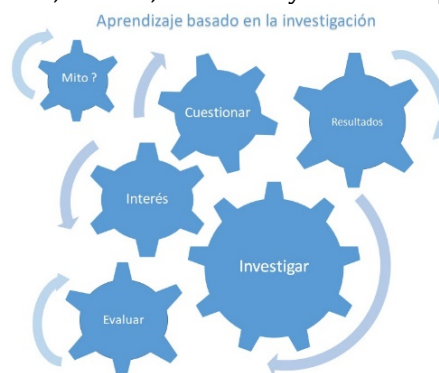 Aprendizaje basado en la investigación
Mito ?
Cuestionar
Resultados
Interés
Investigar
Evaluar